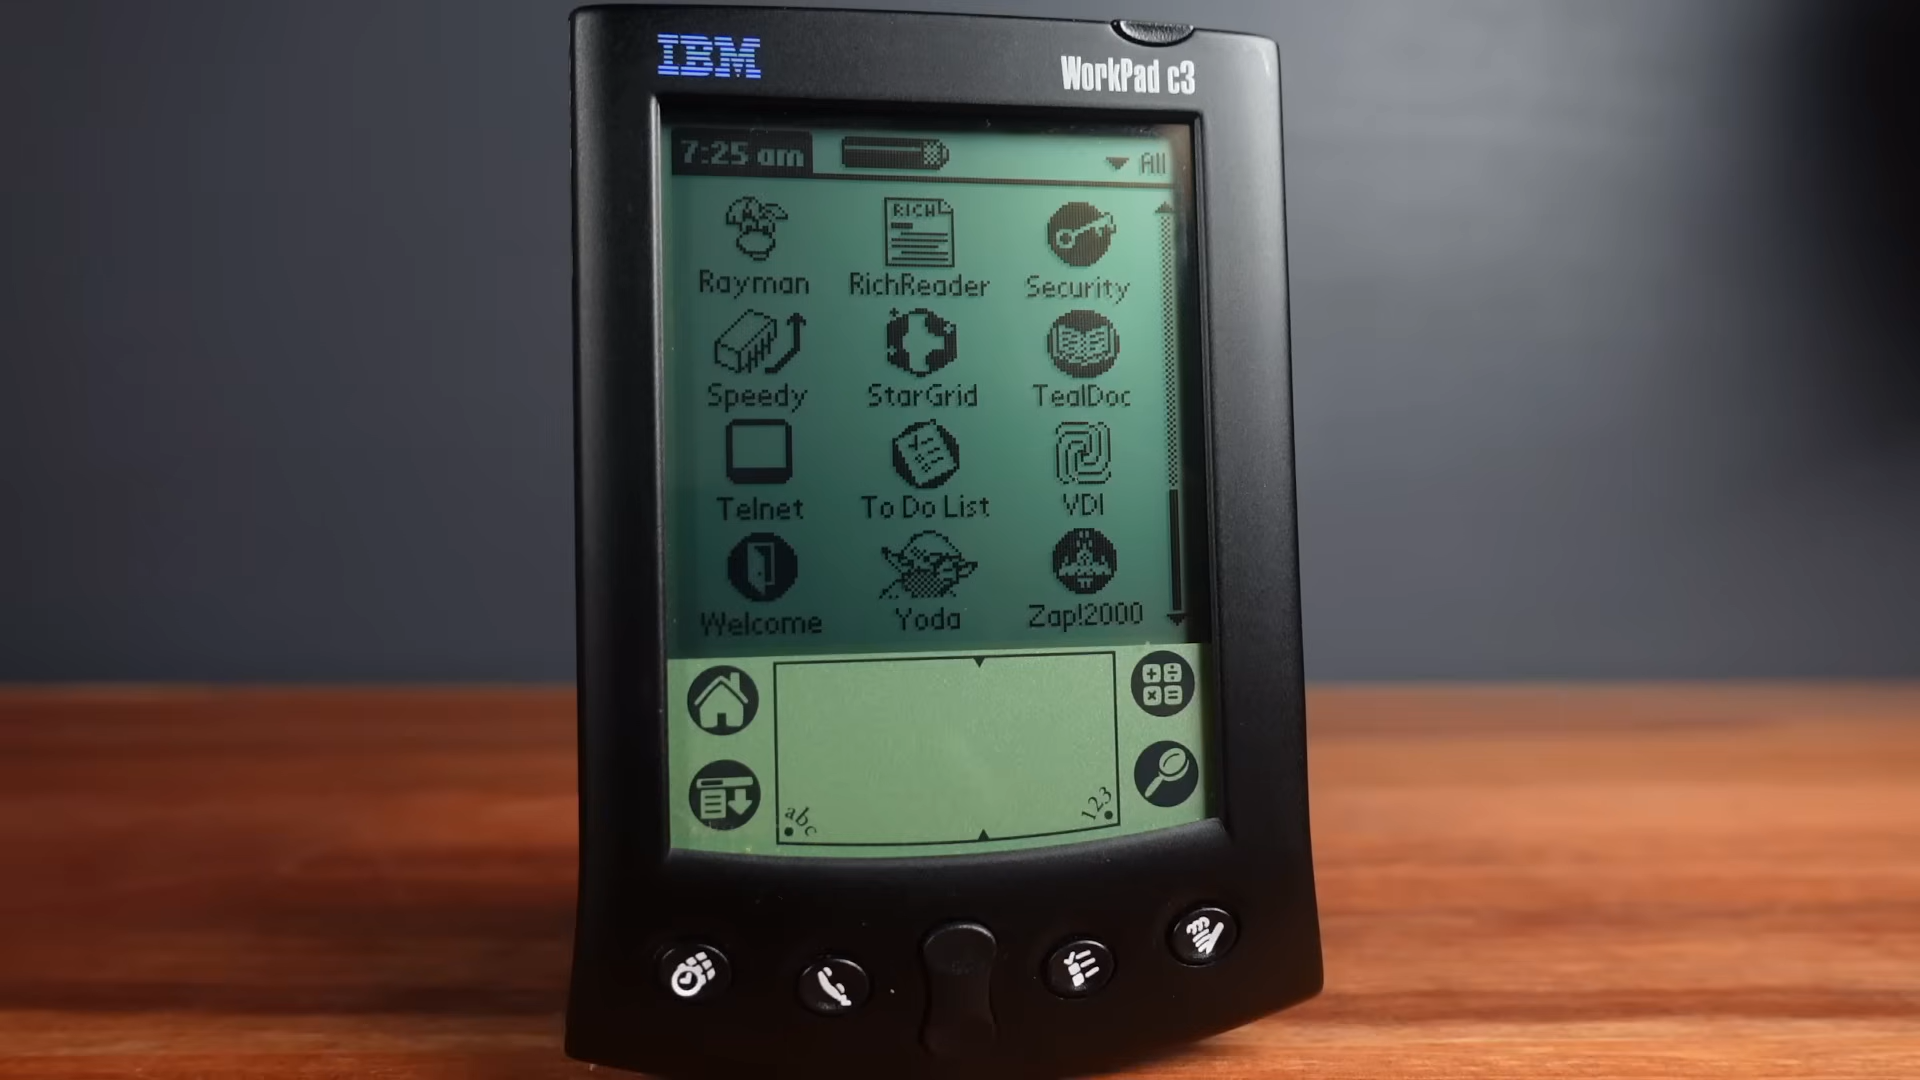 IBM
WorkPad c3
7:25 am
All
RICH
Rayman
RichReader
Security
Speedy
StarGrid
TealDoc
Telnet
To Do List
VDI
Welcome
Yoda
Zap!2000
abc
123